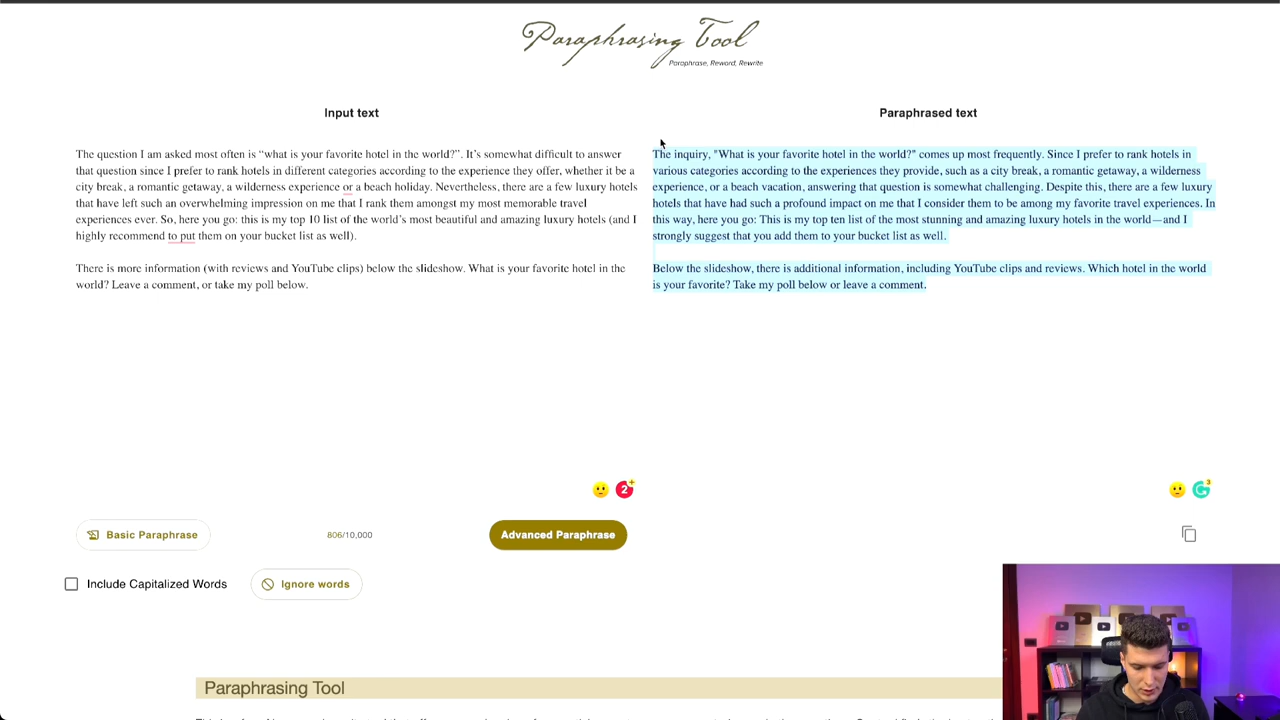 Paraphrasing Tool
Paraphrase, Reword, Rewrite
Input text
The question I am asked most often is “what is your favorite hotel in the world?”. It’s somewhat difficult to answer
that question since I prefer to rank hotels in different categories according to the experience they offer, whether it be a
city break, a romantic getaway, a wilderness experience or a beach holiday. Nevertheless, there are a few luxury hotels
that have left such an overwhelming impression on me that I rank them amongst my most memorable travel
experiences ever. So, here you go: this is my top 10 list of the world’s most beautiful and amazing luxury hotels (and I
highly recommend to put them on your bucket list as well).
There is more information (with reviews and YouTube clips) below the slideshow. What is your favorite hotel in the
world? Leave a comment, or take my poll below.
2
Basic Paraphrase
806/10,000
Advanced Paraphrase
Include Capitalized Words
Ignore words
Paraphrased text
The inquiry, "What is your favorite hotel in the world?" comes up most frequently. Since I prefer to rank hotels in
various categories according to the experiences they provide, such as a city break, a romantic getaway, a wilderness
experience, or a beach vacation, answering that question is somewhat challenging. Despite this, there are a few luxury
hotels that have had such a profound impact on me that I consider them to be among my favorite travel experiences. In
this way, here you go: This is my top ten list of the most stunning and amazing luxury hotels in the world—and I
strongly suggest that you add them to your bucket list as well.
Below the slideshow, there is additional information, including YouTube clips and reviews. Which hotel in the world
is your favorite? Take my poll below or leave a comment.
3
Paraphrasing Tool